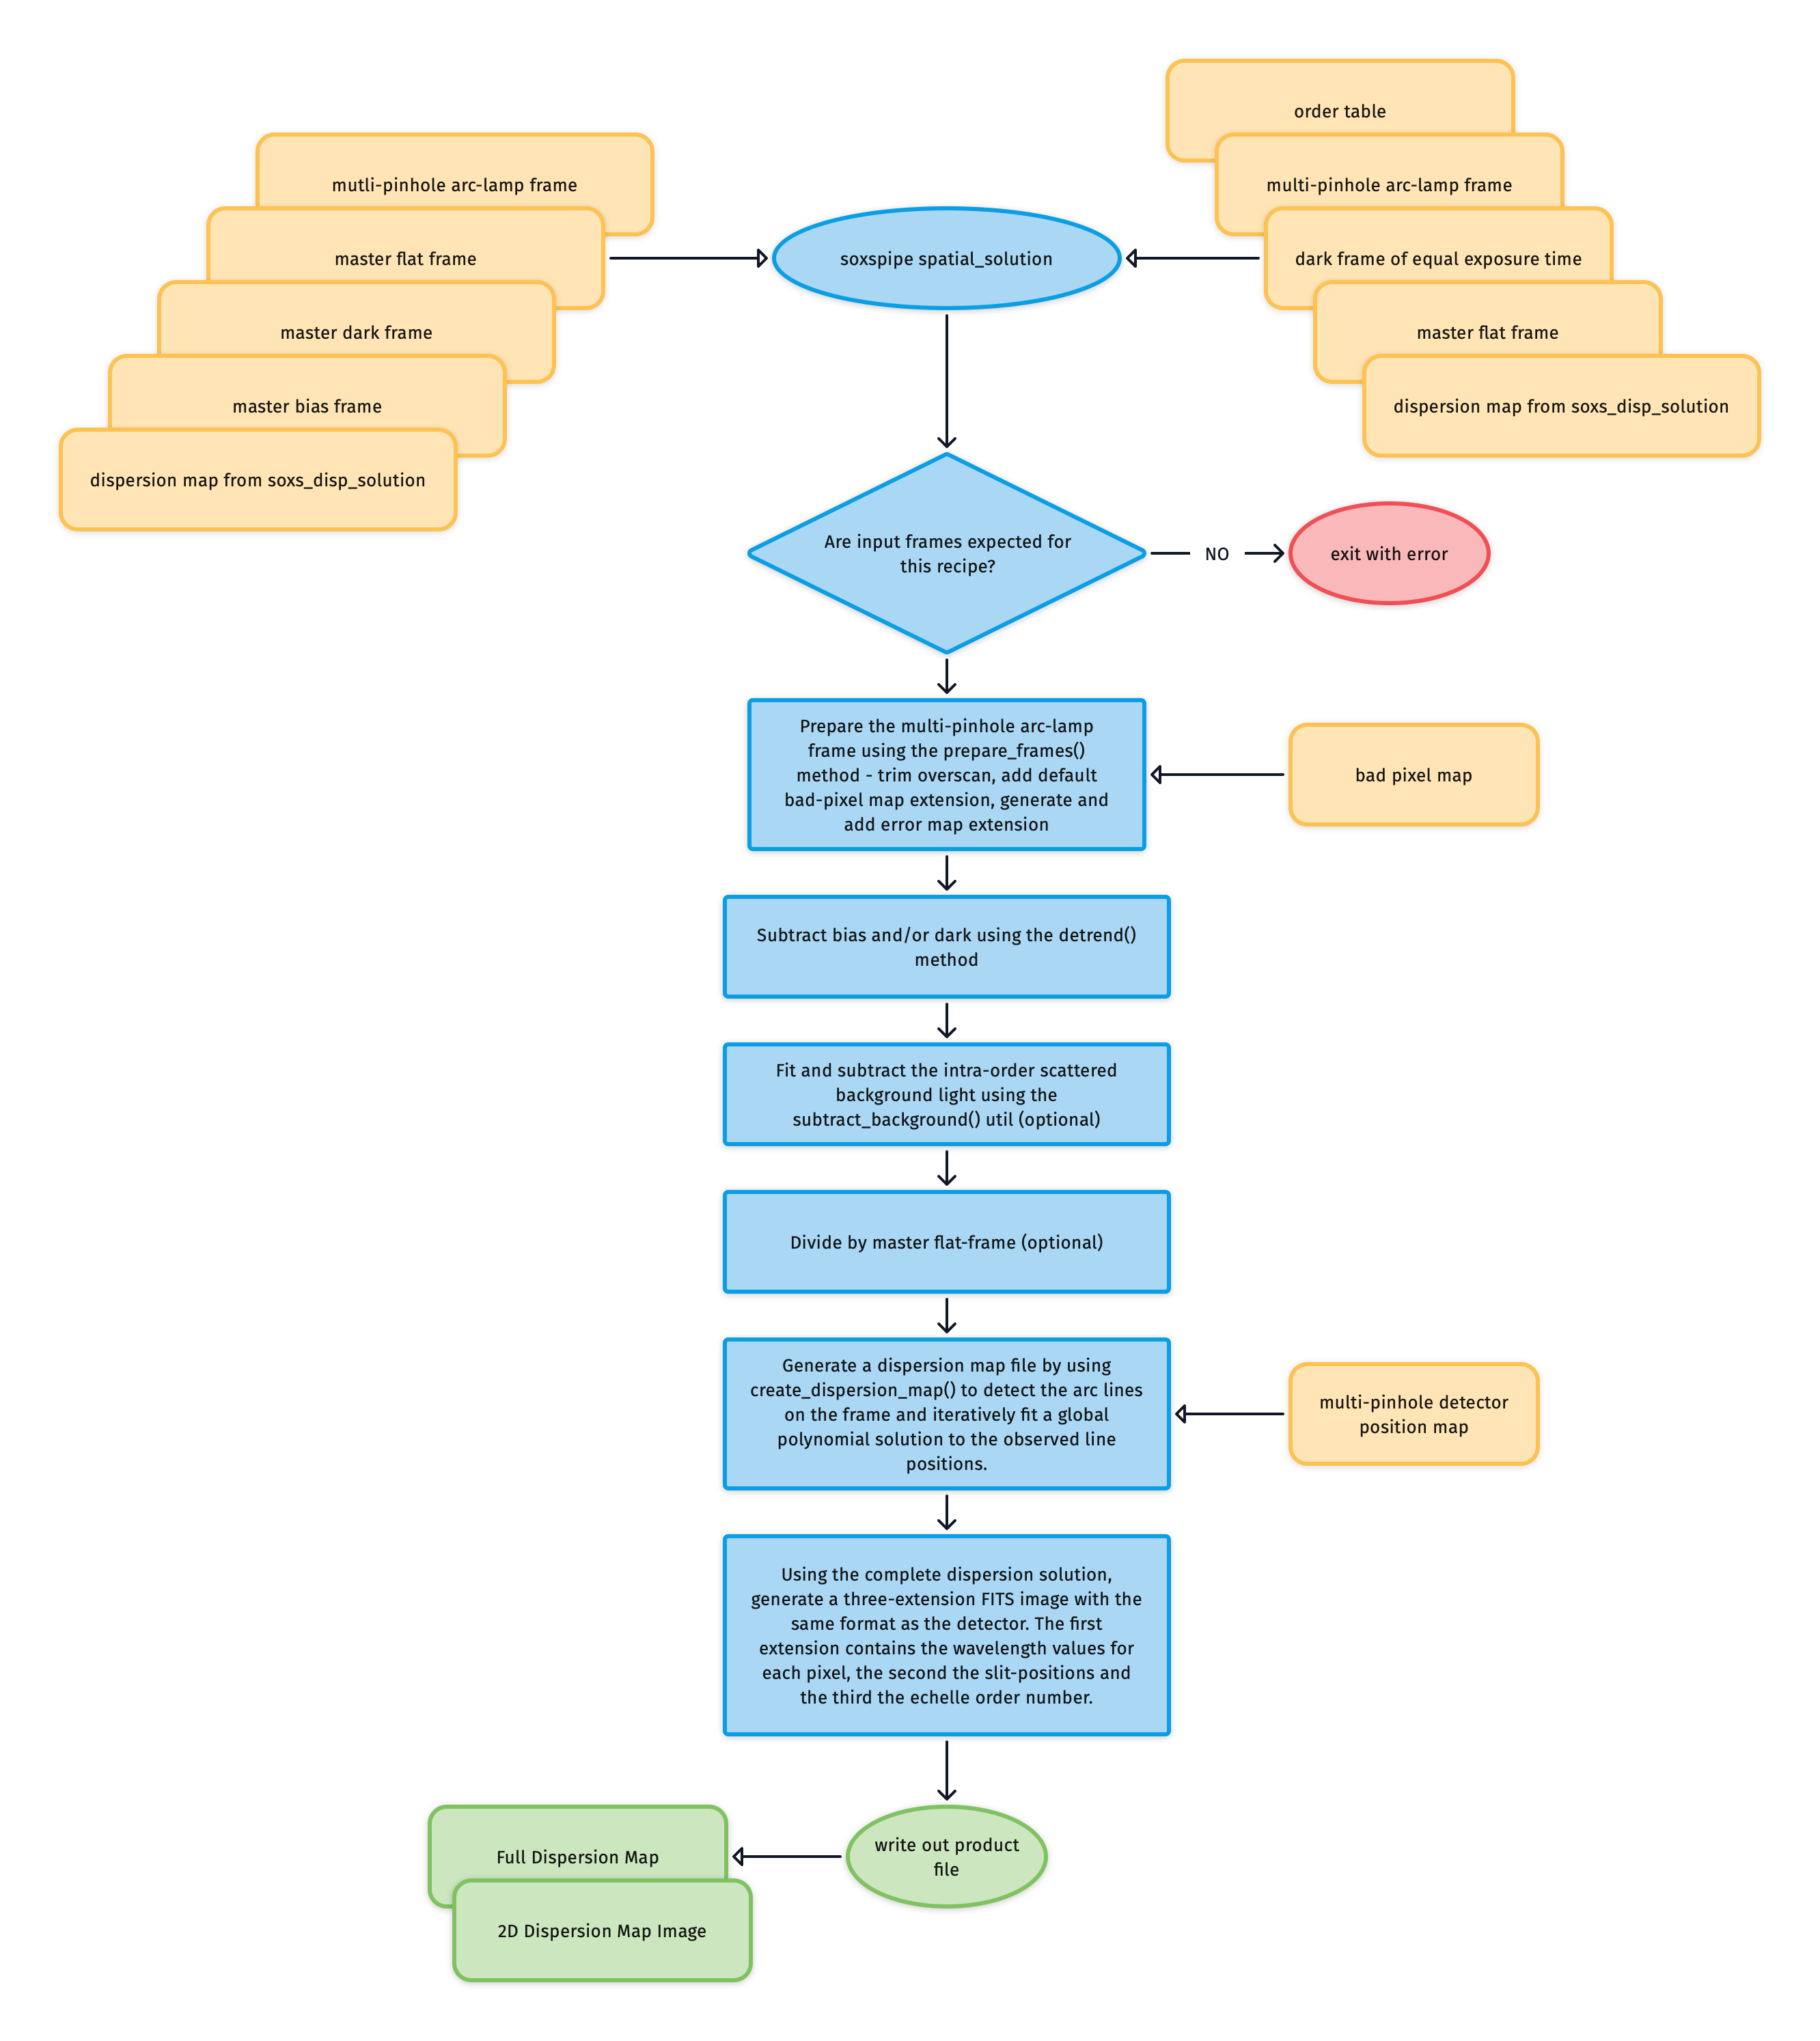 order table
mutli-pinhole arc-lamp frame
multi-pinhole arc-lamp frame
master flat frame
soxspipe spatial_solution
dark frame of equal exposure time
master dark frame
master flat frame
master bias frame
dispersion map from soxs_disp_solution
dispersion map from soxs_disp_solution
Are input frames expected for
this recipe?
NO
exit with error
Prepare the multi-pinhole arc-lamp
frame using the prepare_frames()
method - trim overscan, add default
bad-pixel map extension, generate and
add error map extension
bad pixel map
Subtract bias and/or dark using the detrend()
method
Fit and subtract the intra-order scattered
background light using the
subtract_background() util (optional)
Divide by master flat-frame (optional)
Generate a dispersion map file by using
create_dispersion_map() to detect the arc lines
on the frame and iteratively fit a global
polynomial solution to the observed line
positions.
multi-pinhole detector
position map
Using the complete dispersion solution,
generate a three-extension FITS image with the
same format as the detector. The first
extension contains the wavelength values for
each pixel, the second the slit-positions and
the third the echelle order number.
write out product
file
Full Dispersion Map
2D Dispersion Map Image